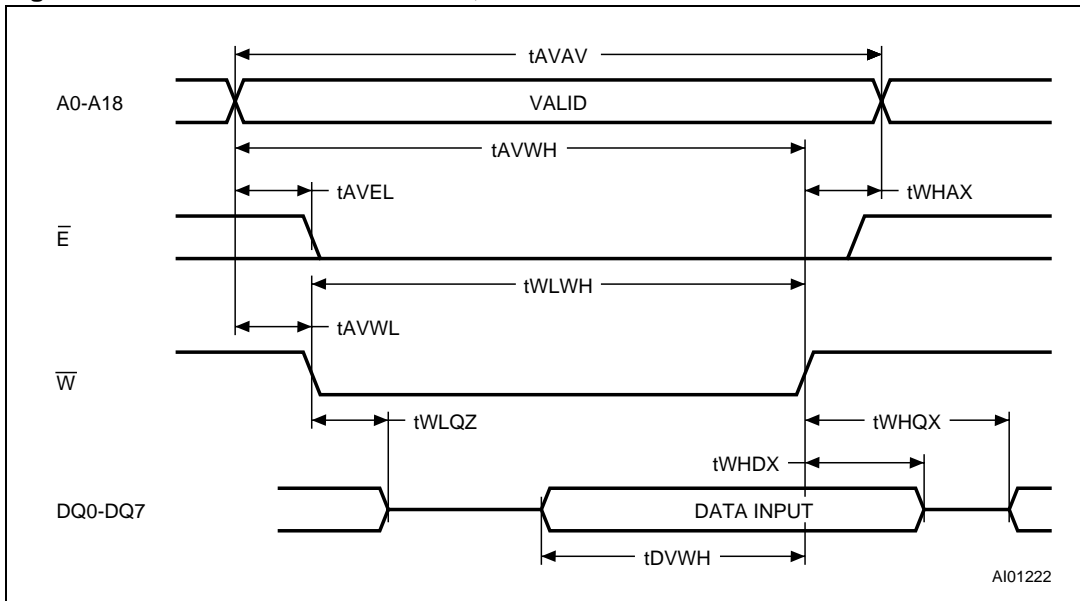 tAVAV
A0-A18
VALID
tAVWH
tAVEL
tWHAX
E̅
tWLWH
tAVWL
W̅
tWLQZ
tWHQX
tWHDX
DQ0-DQ7
DATA INPUT
tDVWH
AI01222